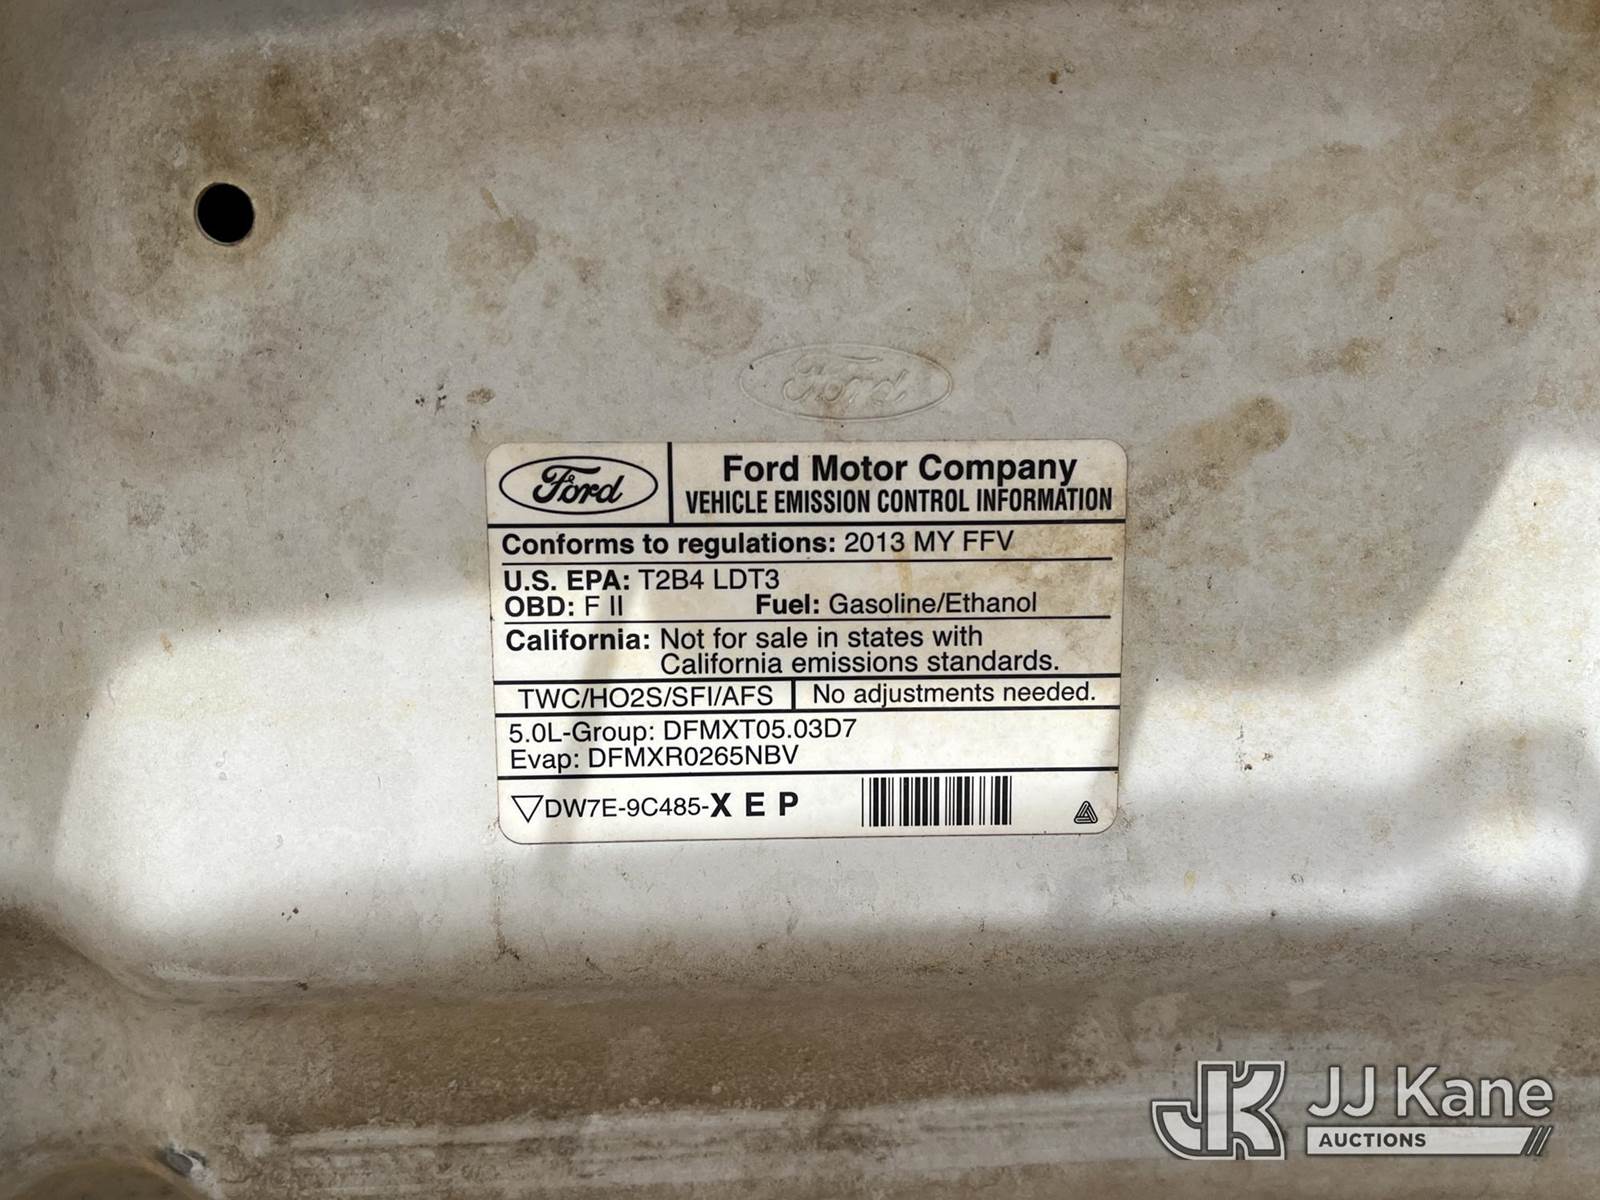 Ford
Ford
Ford Motor Company
VEHICLE EMISSION CONTROL INFORMATION
Conforms to regulations: 2013 MY FFV
U.S. EPA: T2B4 LDT3
OBD: F II Fuel: Gasoline/Ethanol
California: Not for sale in states with
California emissions standards.
TWC/HO2S/SFI/AFS No adjustments needed.
5.0L-Group: DFMXT05.03D7
Evap: DFMXR0265NBV
▽DW7E-9C485-X E P
JK JJ Kane
AUCTIONS